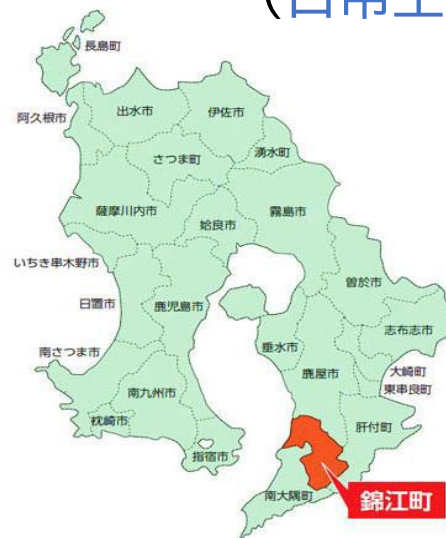 長島町
阿久根市
出水市
伊佐市
さつま町
湧水町
薩摩川内市
霧島市
姶良市
いちき串木野市
曽於市
日置市
鹿児島市
志布志市
垂水市
南さつま市
大崎町
鹿屋市
東串良町
南九州市
肝付町
枕崎市
指宿市
南大隅町
錦江町